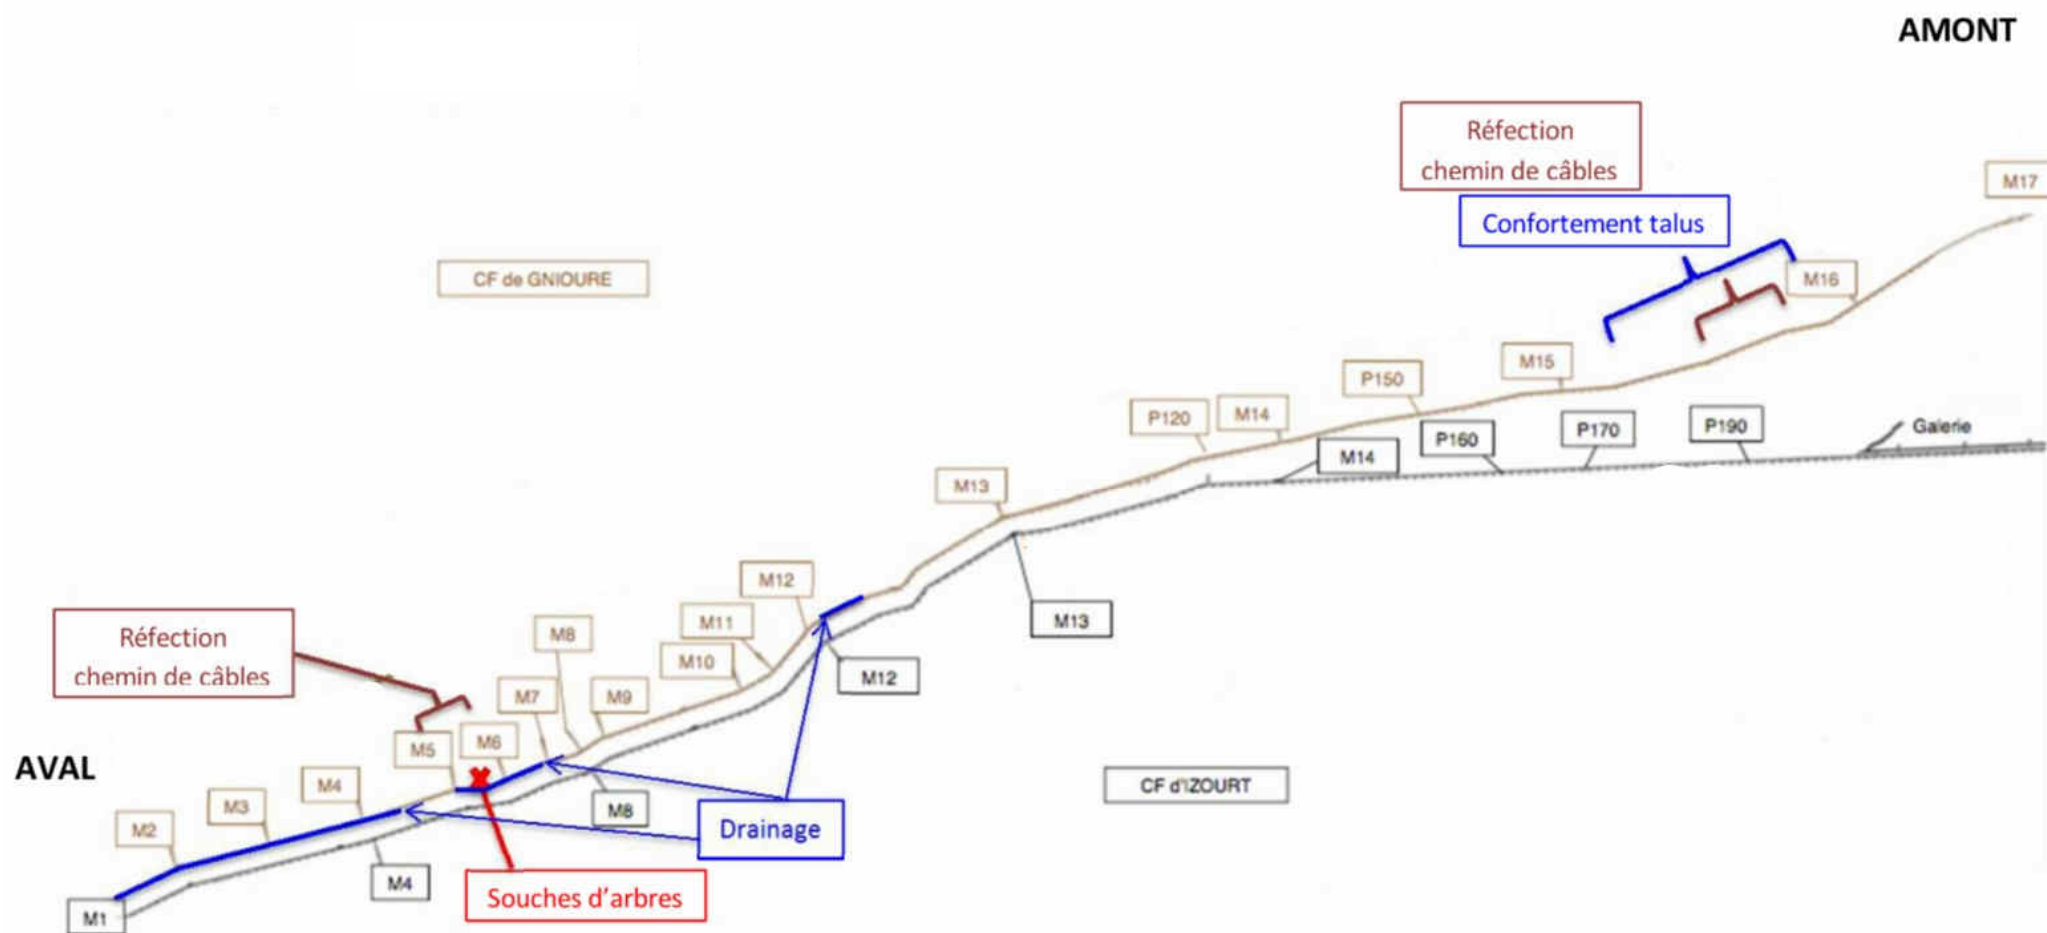 AMONT
Réfection
chemin de câbles
M17
Confortement talus
CF de GNIOURE
M16
M15
P150
P120
M14
P160
P170
P190
Galerie
M14
M13
M12
M13
Réfection
chemin de câbles
M8
M11
M10
M12
M7
M9
M5
M6
AVAL
M4
M3
M2
M8
Drainage
CF d'IZOURT
M4
Souches d'arbres
M1